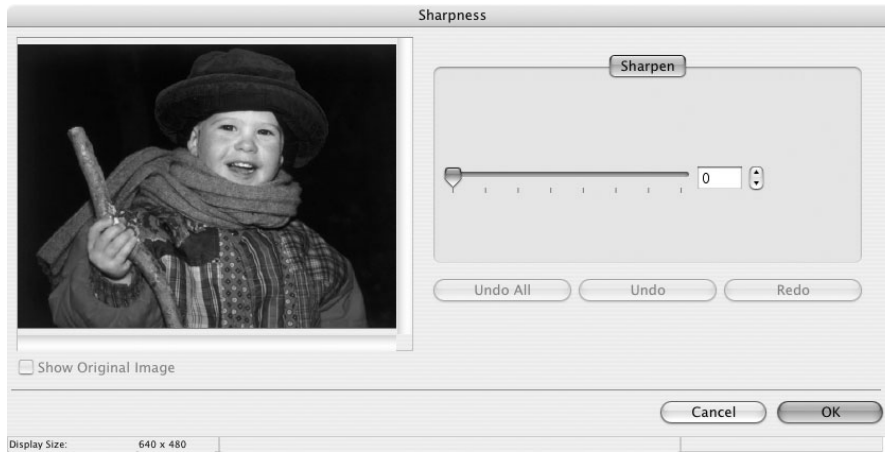 Sharpness
Sharpen
0
Undo All Undo Redo
Show Original Image
Cancel OK
Display Size: 640 x 480